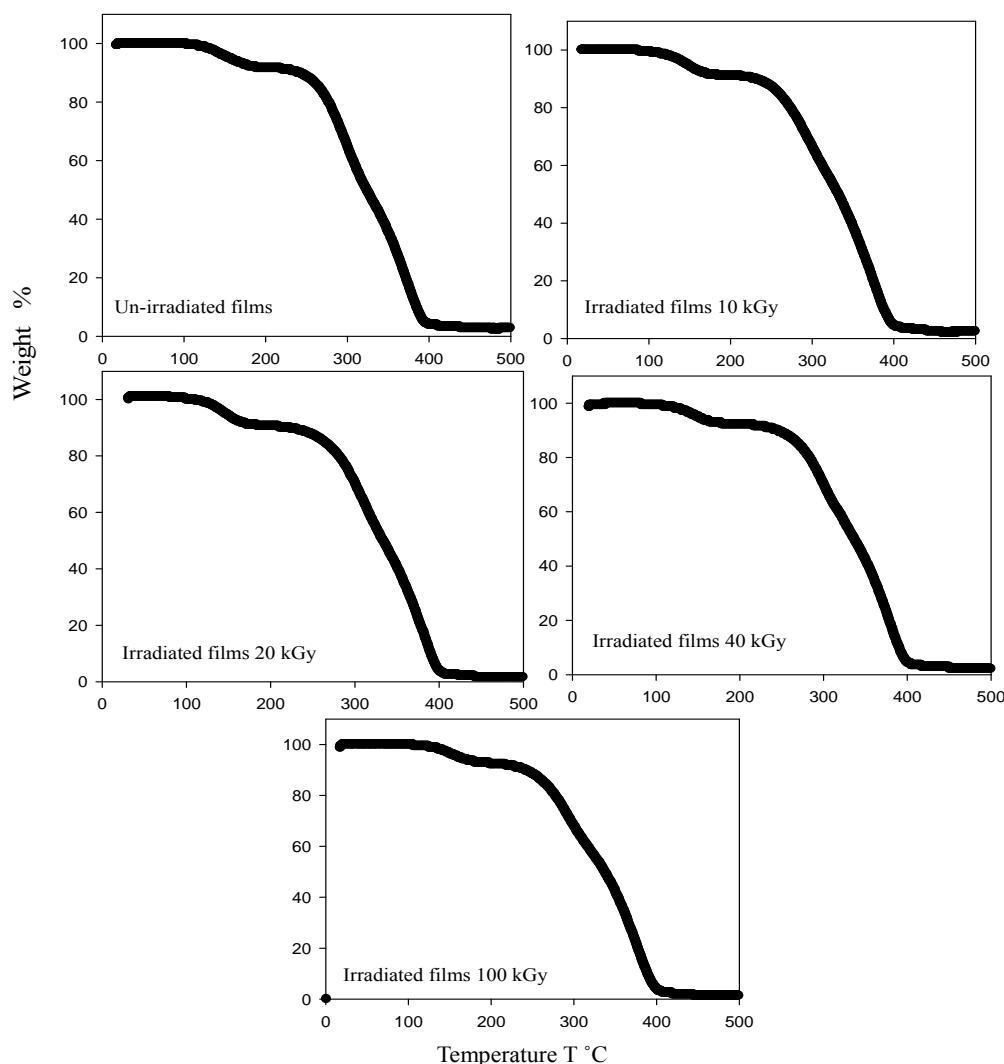 100
80
60
40
20
0
Un-irradiated films
0 100 200 300 400 500
100
80
60
40
20
0
Irradiated films 10 kGy
0 100 200 300 400 500
Weight %
100
80
60
40
20
0
Irradiated films 20 kGy
0 100 200 300 400 500
100
80
60
40
20
0
Irradiated films 40 kGy
0 100 200 300 400 500
100
80
60
40
20
0
Irradiated films 100 kGy
0 100 200 300 400 500
Temperature T ˚C